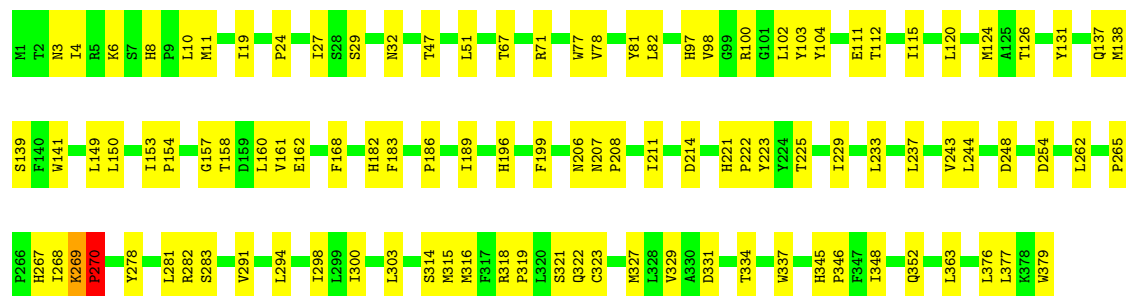 M1 T2 N3 I4 R5 K6 S7 H8 P9 L10 M11 I19 P24 I27 S28 S29 N32 T47 L51 T67 R71 W77 V78 Y81 L82 H97 V98 G99 R100 G101 L102 Y103 Y104 E111 T112 I115 L120 M124 A125 T126 Y131 Q137 M138
S139 F140 W141 L149 L150 I153 P154 G157 T158 D159 L160 V161 E162 F168 H182 F183 P186 I189 H196 F199 N206 N207 P208 I211 D214 H221 P222 Y223 Y224 T225 I229 L233 L237 V243 L244 D248 D254 L262 P265
P266 H267 I268 K269 P270 Y278 L281 R282 S283 V291 L294 I298 L299 I300 L303 S314 M315 M316 F317 R318 P319 L320 S321 Q322 C323 M327 L328 V329 A330 D331 T334 W337 H345 P346 F347 I348 Q352 L363 L376 L377 K378 W379